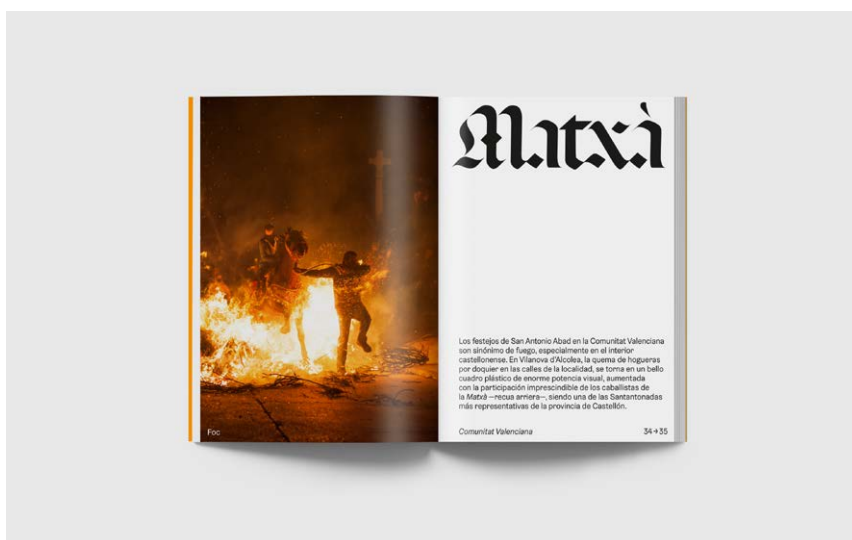 Foc
Matxà
Los festejos de San Antonio Abad en la Comunitat Valenciana
son sinónimo de fuego, especialmente en el interior
castellonense. En Vilanova d'Alcolea, la quema de hogueras
por doquier en las calles de la localidad, se torna en un bello
cuadro plástico de enorme potencia visual, aumentada
con la participación imprescindible de los caballistas de
la Matxà —recua arriera—, siendo una de las Santantonadas
más representativas de la provincia de Castellón.
Comunitat Valenciana
34→35